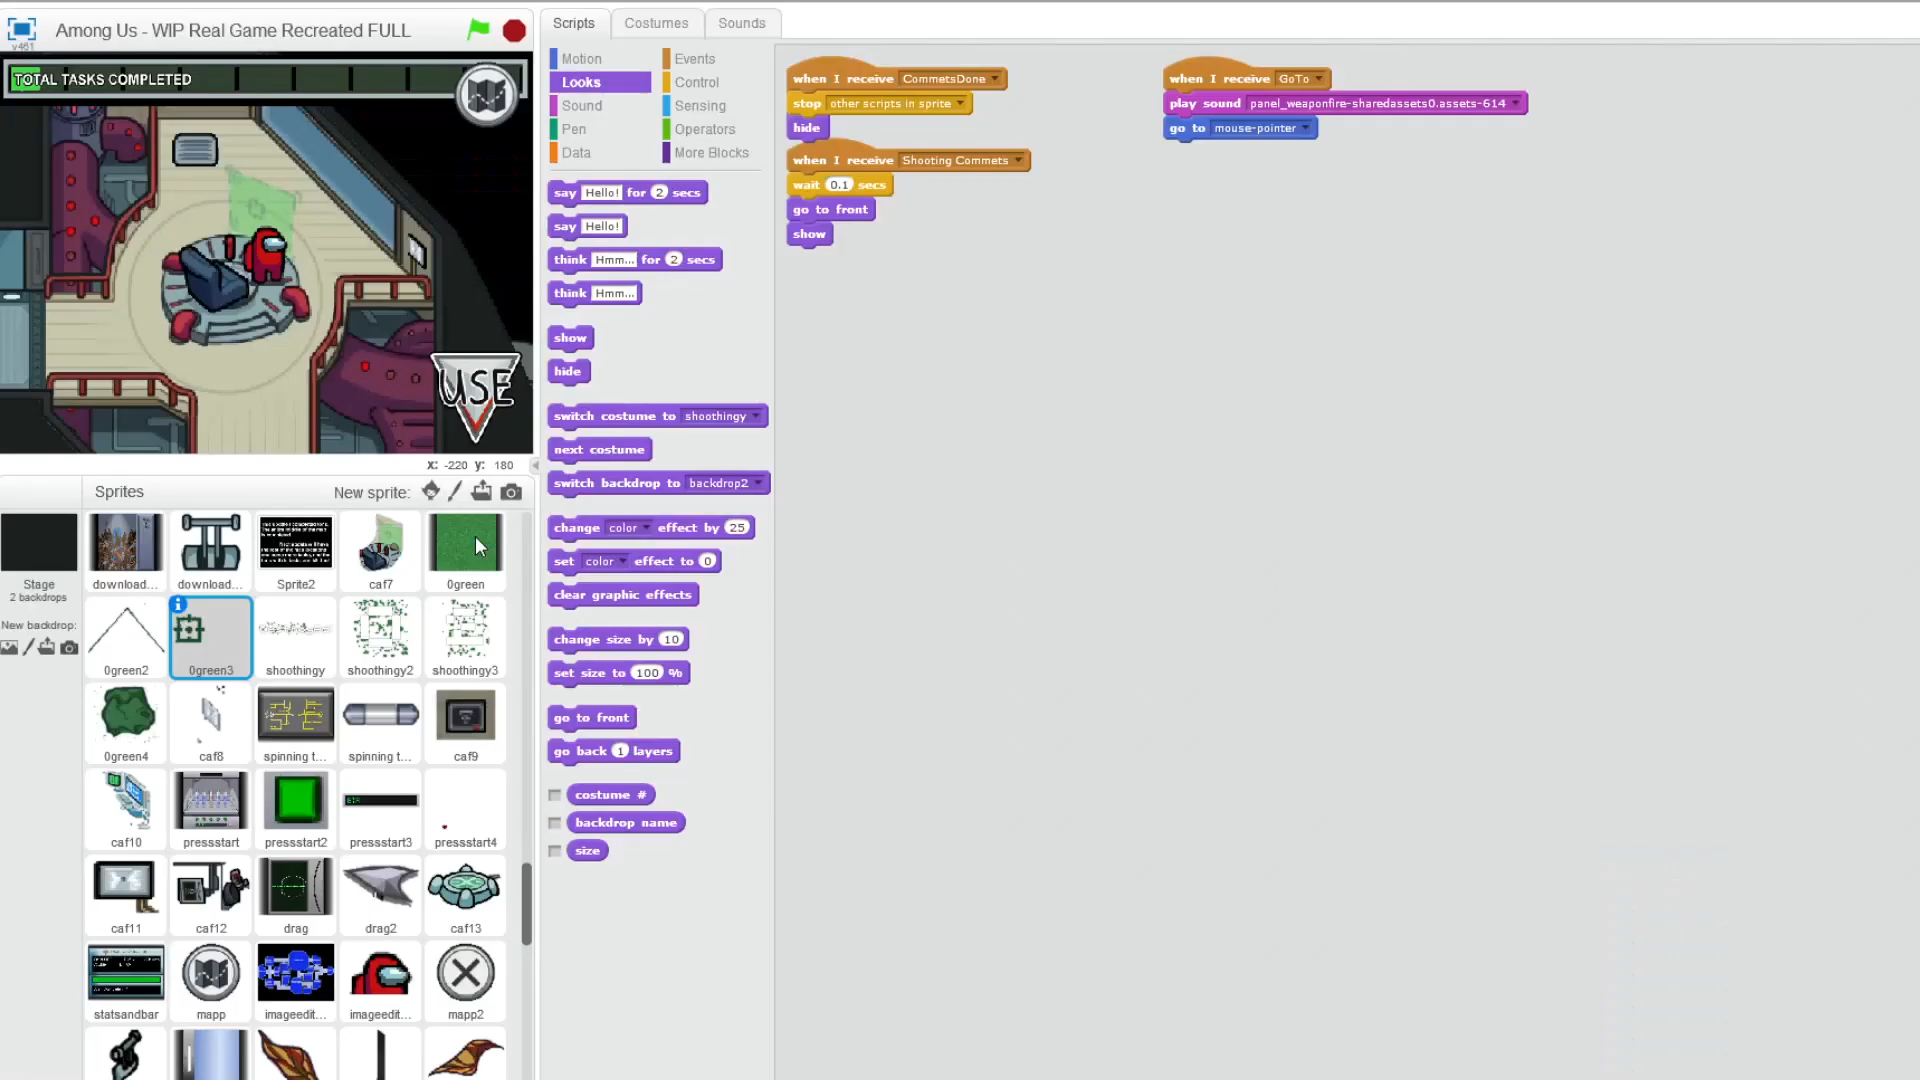 Among Us - WIP Real Game Recreated FULL
v461
TOTAL TASKS COMPLETED
USE
x: -220 y: 180
Scripts
Costumes
Sounds
Motion
Looks
Sound
Pen
Data
Events
Control
Sensing
Operators
More Blocks
say Hello! for 2 secs
say Hello!
think Hmm... for 2 secs
think Hmm...
show
hide
switch costume to shoothingy
next costume
switch backdrop to backdrop2
change color effect by 25
set color effect to 0
clear graphic effects
change size by 10
set size to 100 %
go to front
go back 1 layers
costume #
backdrop name
size
when I receive CommetsDone
stop other scripts in sprite
hide
when I receive Shooting Commets
wait 0.1 secs
go to front
show
when I receive GoTo
play sound panel_weaponfire-sharedassets0.assets-614
go to mouse-pointer
Sprites
New sprite:
Stage
2 backdrops
New backdrop:
download...
download...
Sprite2
caf7
0green
0green2
0green3
shoothingy
shoothingy2
shoothingy3
0green4
caf8
spinning t...
spinning t...
caf9
caf10
pressstart
pressstart2
pressstart3
pressstart4
caf11
caf12
drag
drag2
caf13
statsandbar
mapp
imageedit...
imageedit...
mapp2